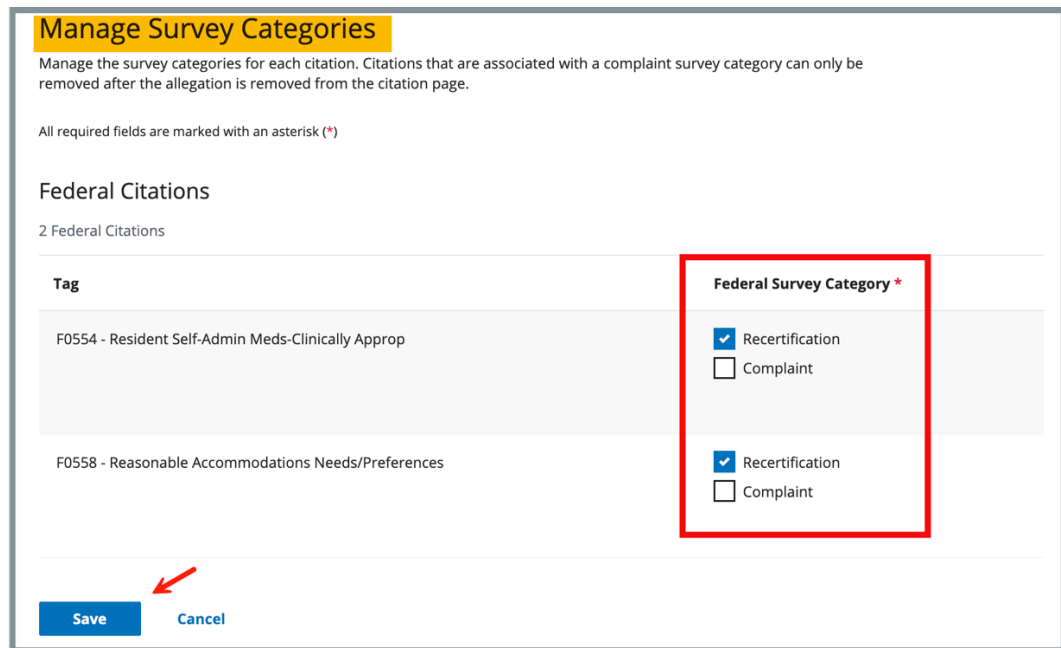 Manage Survey Categories
Manage the survey categories for each citation. Citations that are associated with a complaint survey category can only be
removed after the allegation is removed from the citation page.
All required fields are marked with an asterisk (*)
Federal Citations
2 Federal Citations
Tag
Federal Survey Category *
F0554 - Resident Self-Admin Meds-Clinically Approp
Recertification
Complaint
F0558 - Reasonable Accommodations Needs/Preferences
Recertification
Complaint
Save
Cancel